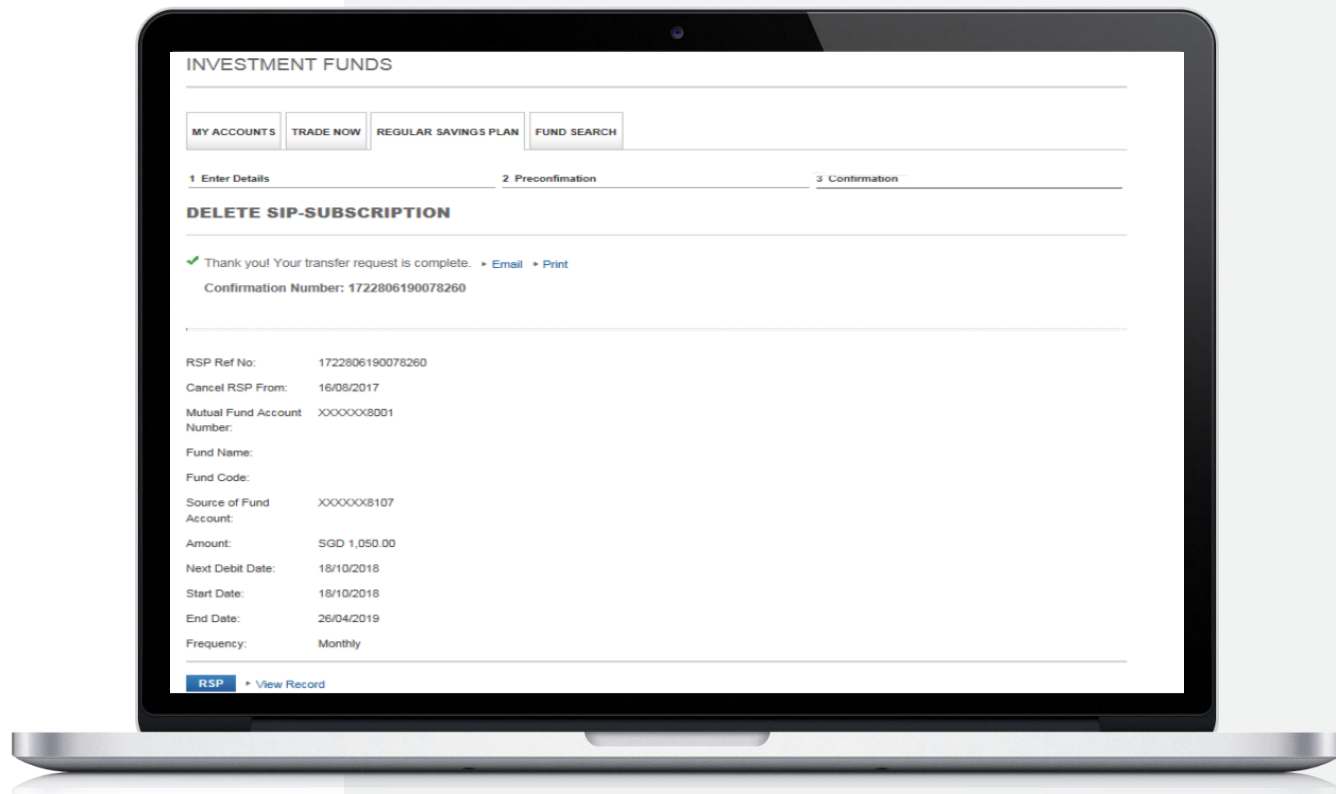 INVESTMENT FUNDS
MY ACCOUNTS TRADE NOW REGULAR SAVINGS PLAN FUND SEARCH
1 Enter Details 2 Preconfimation 3 Confirmation
DELETE SIP-SUBSCRIPTION
Thank you! Your transfer request is complete. Email Print
Confirmation Number: 1722806190078260
RSP Ref No: 1722806190078260
Cancel RSP From: 16/08/2017
Mutual Fund Account XXXXXX8001
Number:
Fund Name:
Fund Code:
Source of Fund XXXXXX8107
Account:
Amount: SGD 1,050.00
Next Debit Date: 18/10/2018
Start Date: 18/10/2018
End Date: 26/04/2019
Frequency: Monthly
RSP View Record